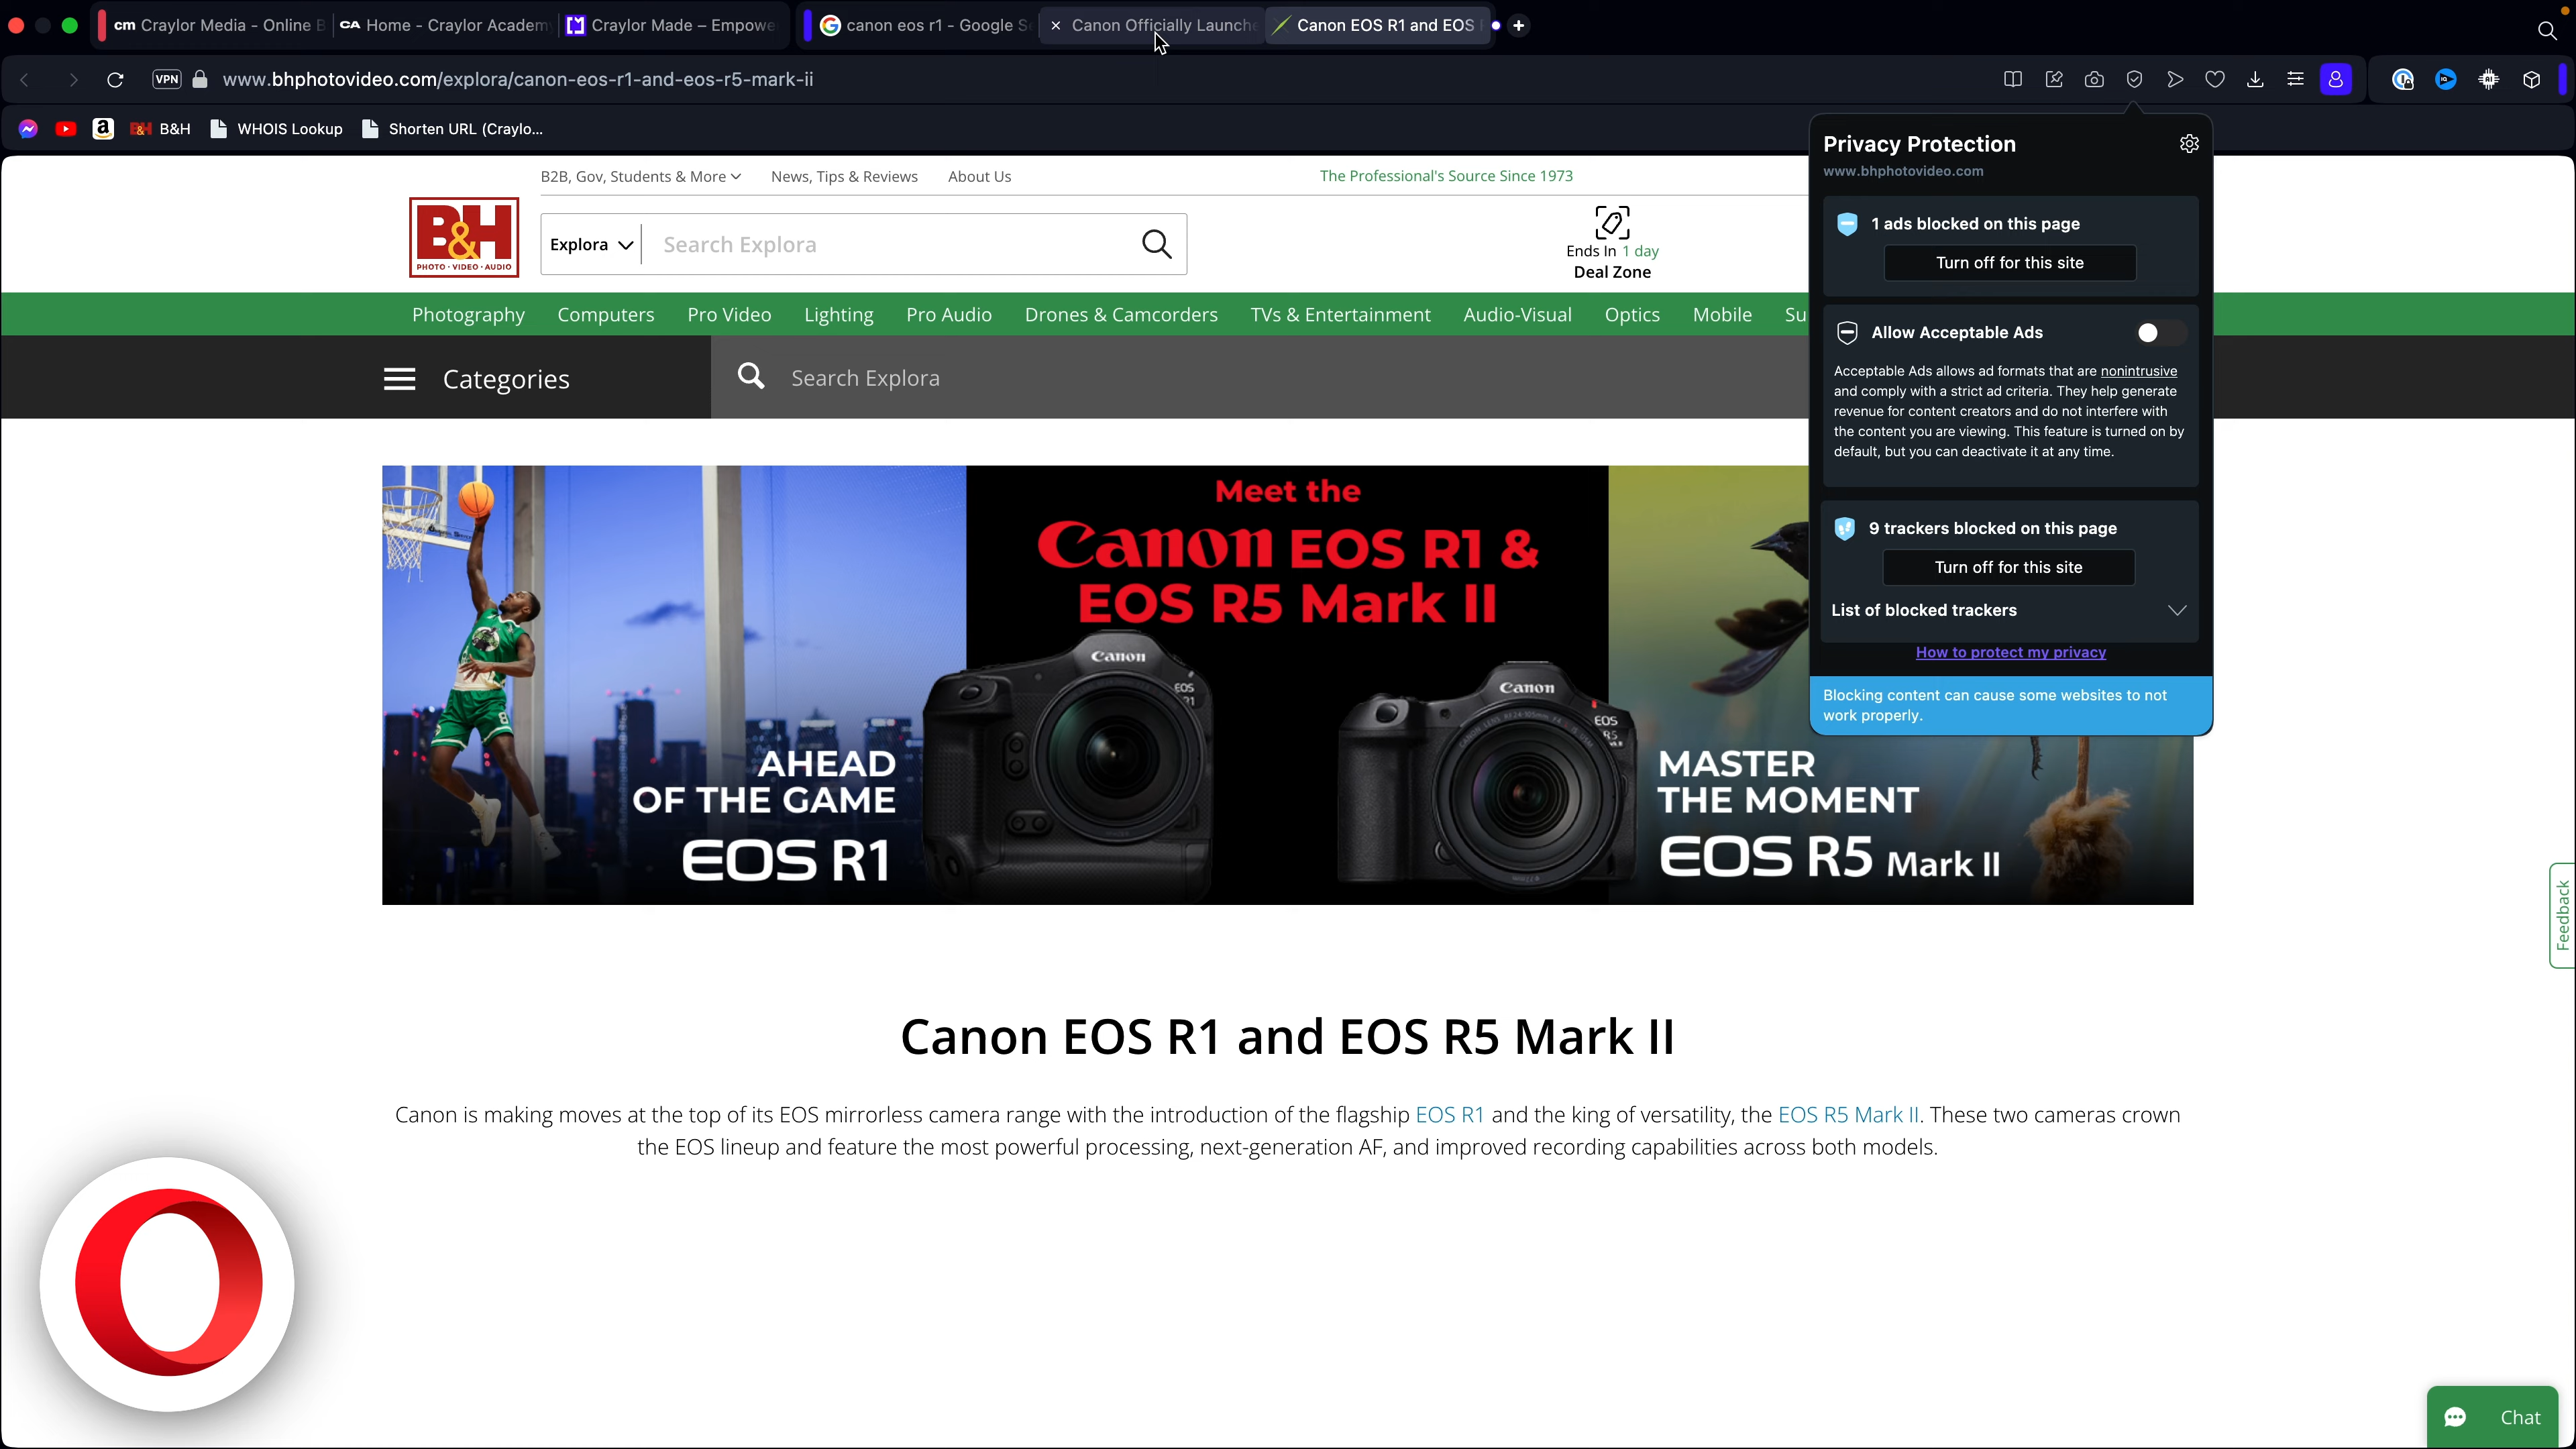 cm Craylor Media - Online B
CA Home - Craylor Academ
Craylor Made – Empowe
canon eos r1 - Google Se
Canon Officially Launche
Canon EOS R1 and EOS
VPN www.bhphotovideo.com/explora/canon-eos-r1-and-eos-r5-mark-ii
B&H
WHOIS Lookup
Shorten URL (Craylo...
B2B, Gov, Students & More
News, Tips & Reviews
About Us
The Professional's Source Since 1973
B&H
PHOTO · VIDEO · AUDIO
Explora
Search Explora
Ends In 1 day
Deal Zone
Photography Computers Pro Video Lighting Pro Audio Drones & Camcorders TVs & Entertainment Audio-Visual Optics Mobile Su
Categories
Search Explora
Privacy Protection
www.bhphotovideo.com
1 ads blocked on this page
Turn off for this site
Allow Acceptable Ads
Acceptable Ads allows ad formats that are nonintrusive
and comply with a strict ad criteria. They help generate
revenue for content creators and do not interfere with
the content you are viewing. This feature is turned on by
default, but you can deactivate it at any time.
9 trackers blocked on this page
Turn off for this site
List of blocked trackers
How to protect my privacy
Blocking content can cause some websites to not
work properly.
Meet the
Canon EOS R1 &
EOS R5 Mark II
Canon
EOS
R1
Canon
EOS
R5
AHEAD
OF THE GAME
EOS R1
MASTER
THE MOMENT
EOS R5 Mark II
Feedback
Canon EOS R1 and EOS R5 Mark II
Canon is making moves at the top of its EOS mirrorless camera range with the introduction of the flagship EOS R1 and the king of versatility, the EOS R5 Mark II. These two cameras crown
the EOS lineup and feature the most powerful processing, next-generation AF, and improved recording capabilities across both models.
Chat